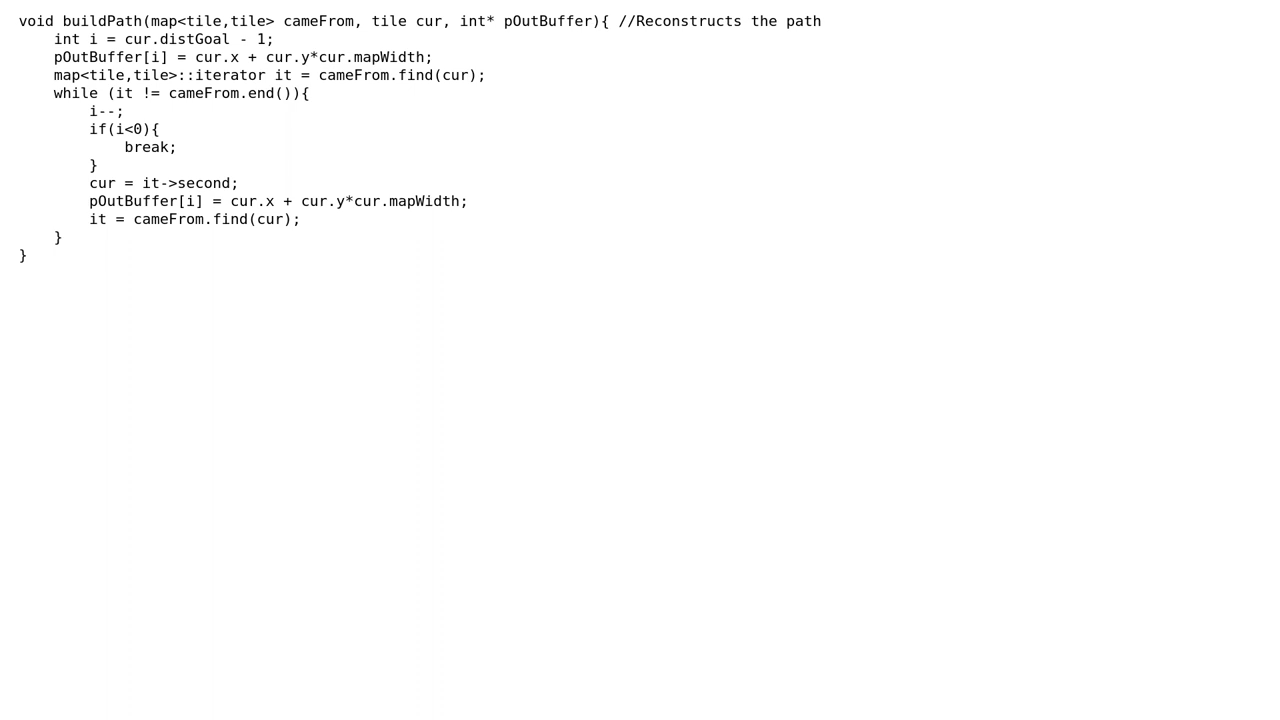 void buildPath(map<tile,tile> cameFrom, tile cur, int* pOutBuffer){ //Reconstructs the path
    int i = cur.distGoal - 1;
    pOutBuffer[i] = cur.x + cur.y*cur.mapWidth;
    map<tile,tile>::iterator it = cameFrom.find(cur);
    while (it != cameFrom.end()){
        i--;
        if(i<0){
            break;
        }
        cur = it->second;
        pOutBuffer[i] = cur.x + cur.y*cur.mapWidth;
        it = cameFrom.find(cur);
    }
}